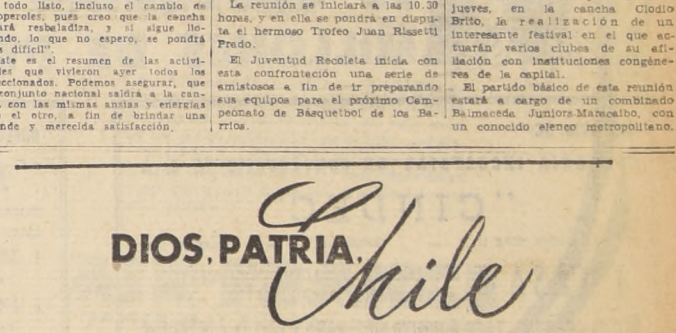 todo listo, incluso el cambio de
toperoles, pues creo que la cancha
ará resbaladiza, y si sigue llo-
ndo, lo que no espero, se pondrá
s difícil".
ste es el resumen de las activi-
des que vivieron ayer todos los
eccionados. Podemos asegurar, que
conjunto nacional saldrá a la can-
con las mismas ansias y energías
el otro, a fin de brindar una
nde y merecida satisfacción.
La reunión se iniciará a las 10.30
horas, y en ella se pondrá en dispu-
ta el hermoso Trofeo Juan Rissetti
Prado.
El Juventud Recoleta inicia con
esta confrontación una serie de
amistosos a fin de ir preparando
sus equipos para el próximo Cam-
peonato de Básquetbol de los Ba-
rrios.
jueves, en la cancha Clodio
Brito, la realización de un
interesante festival en el que ac-
tuarán varios clubes de su afi-
liación con instituciones congéne-
res de la capital.
El partido básico de esta reunión
estará a cargo de un combinado
Balmaceda Juniors-Maracaibo, con
un conocido elenco metropolitano.
DIOS, PATRIA, Chile